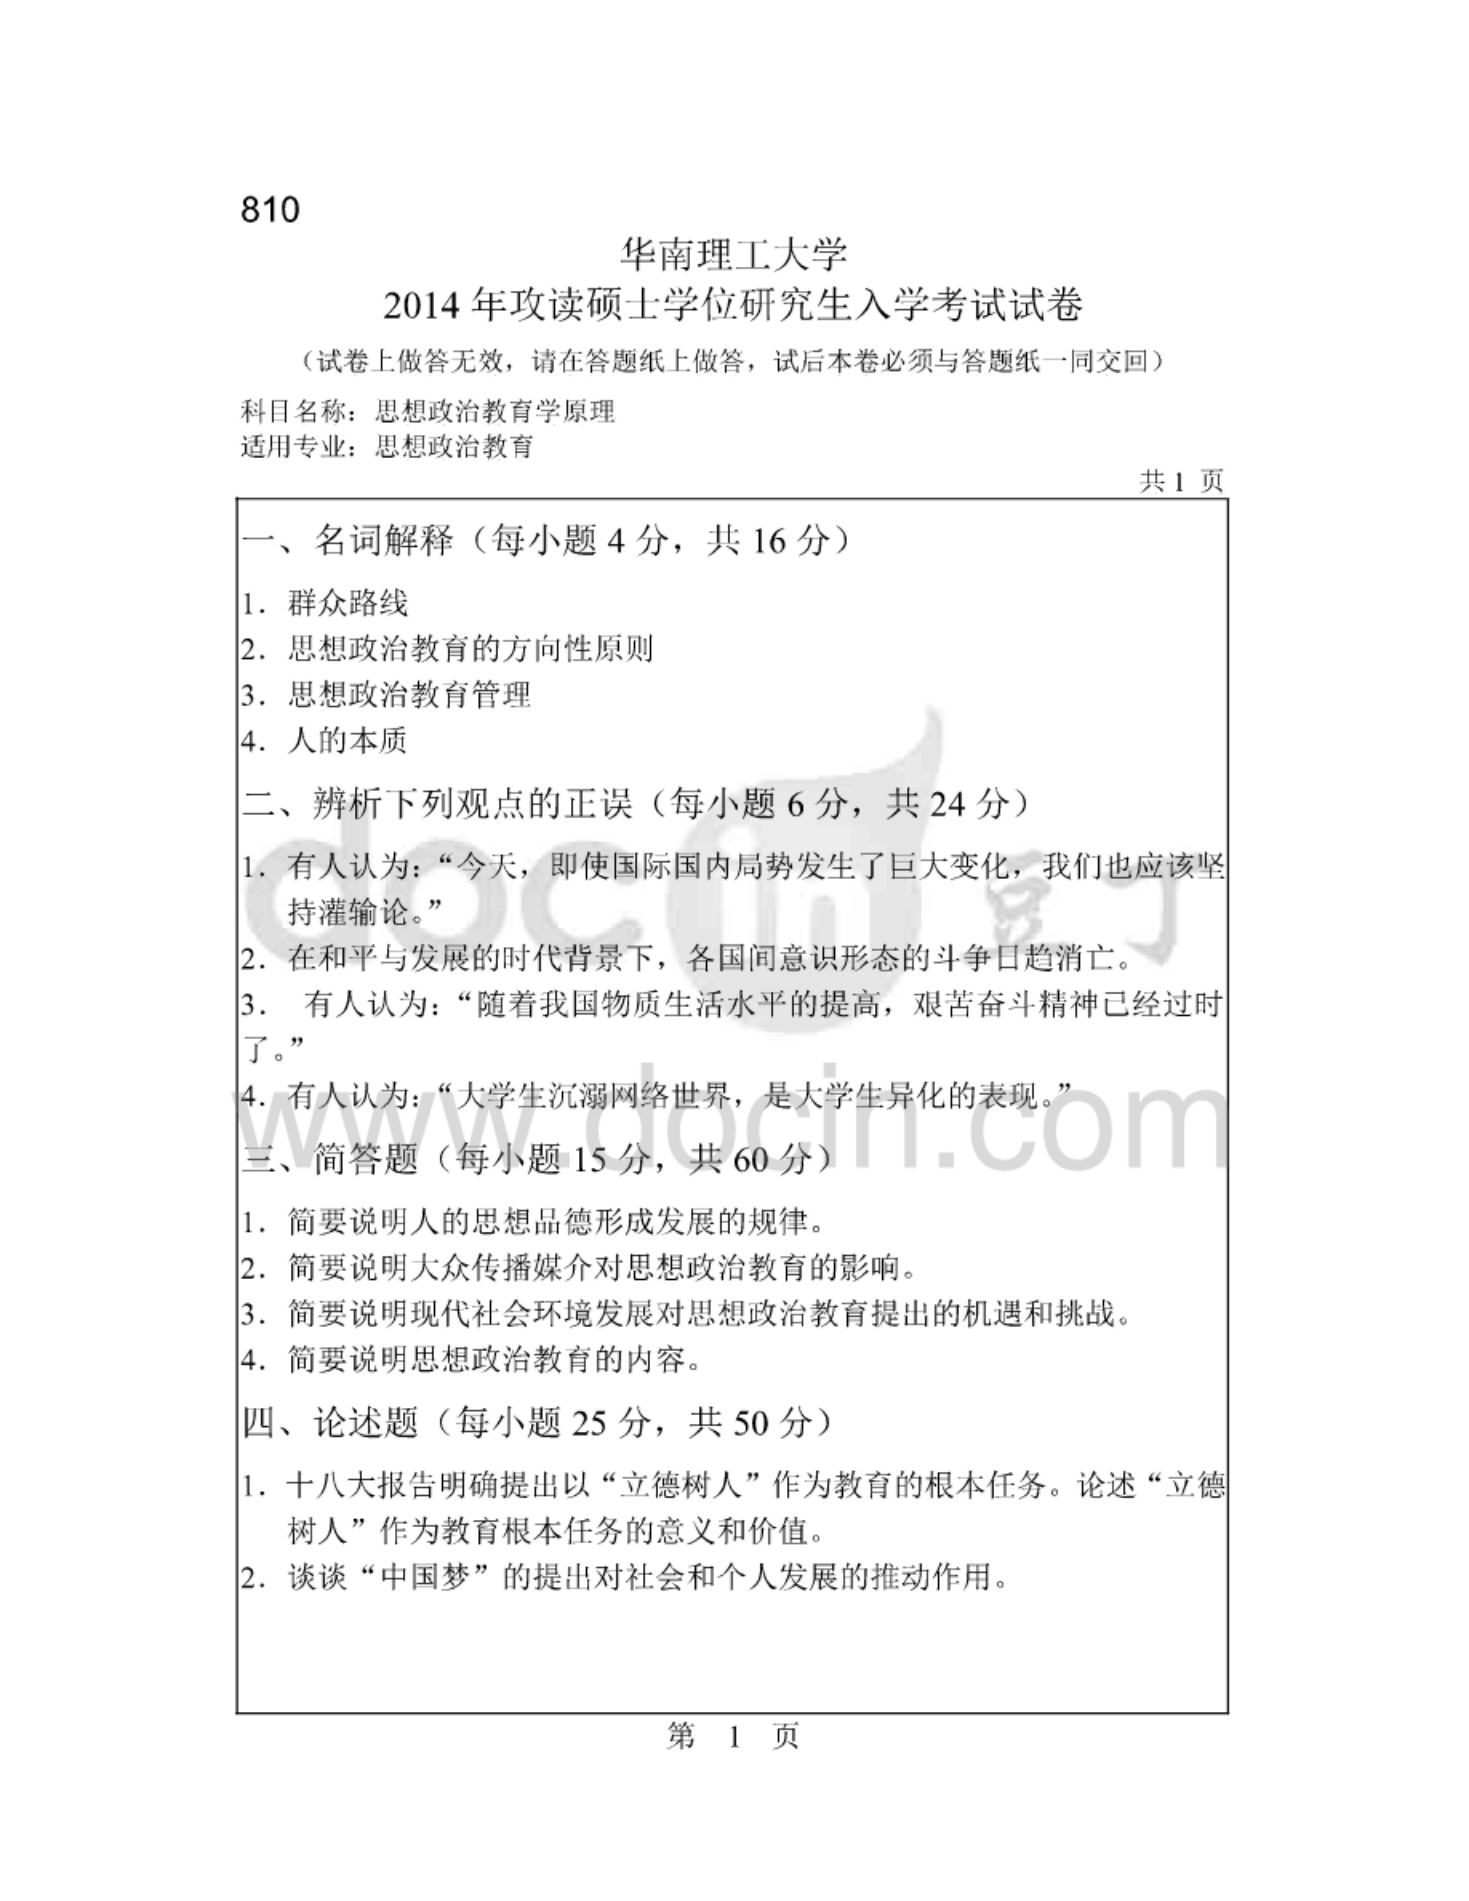 810
华南理工大学
2014 年攻读硕士学位研究生入学考试试卷
（试卷上做答无效，请在答题纸上做答，试后本卷必须与答题纸一同交回）
科目名称：思想政治教育学原理
适用专业：思想政治教育
共 1 页
一、名词解释（每小题 4 分，共 16 分）
1．群众路线
2．思想政治教育的方向性原则
3．思想政治教育管理
4．人的本质
二、辨析下列观点的正误（每小题 6 分，共 24 分）
1．有人认为：“今天，即使国际国内局势发生了巨大变化，我们也应该坚
持灌输论。”
2．在和平与发展的时代背景下，各国间意识形态的斗争日趋消亡。
3． 有人认为：“随着我国物质生活水平的提高，艰苦奋斗精神已经过时
了。”
4．有人认为：“大学生沉溺网络世界，是大学生异化的表现。”
三、简答题（每小题 15 分，共 60 分）
1．简要说明人的思想品德形成发展的规律。
2．简要说明大众传播媒介对思想政治教育的影响。
3．简要说明现代社会环境发展对思想政治教育提出的机遇和挑战。
4．简要说明思想政治教育的内容。
四、论述题（每小题 25 分，共 50 分）
1．十八大报告明确提出以“立德树人”作为教育的根本任务。论述“立德
树人”作为教育根本任务的意义和价值。
2．谈谈“中国梦”的提出对社会和个人发展的推动作用。
第 1 页
docin 豆丁
www.docin.com